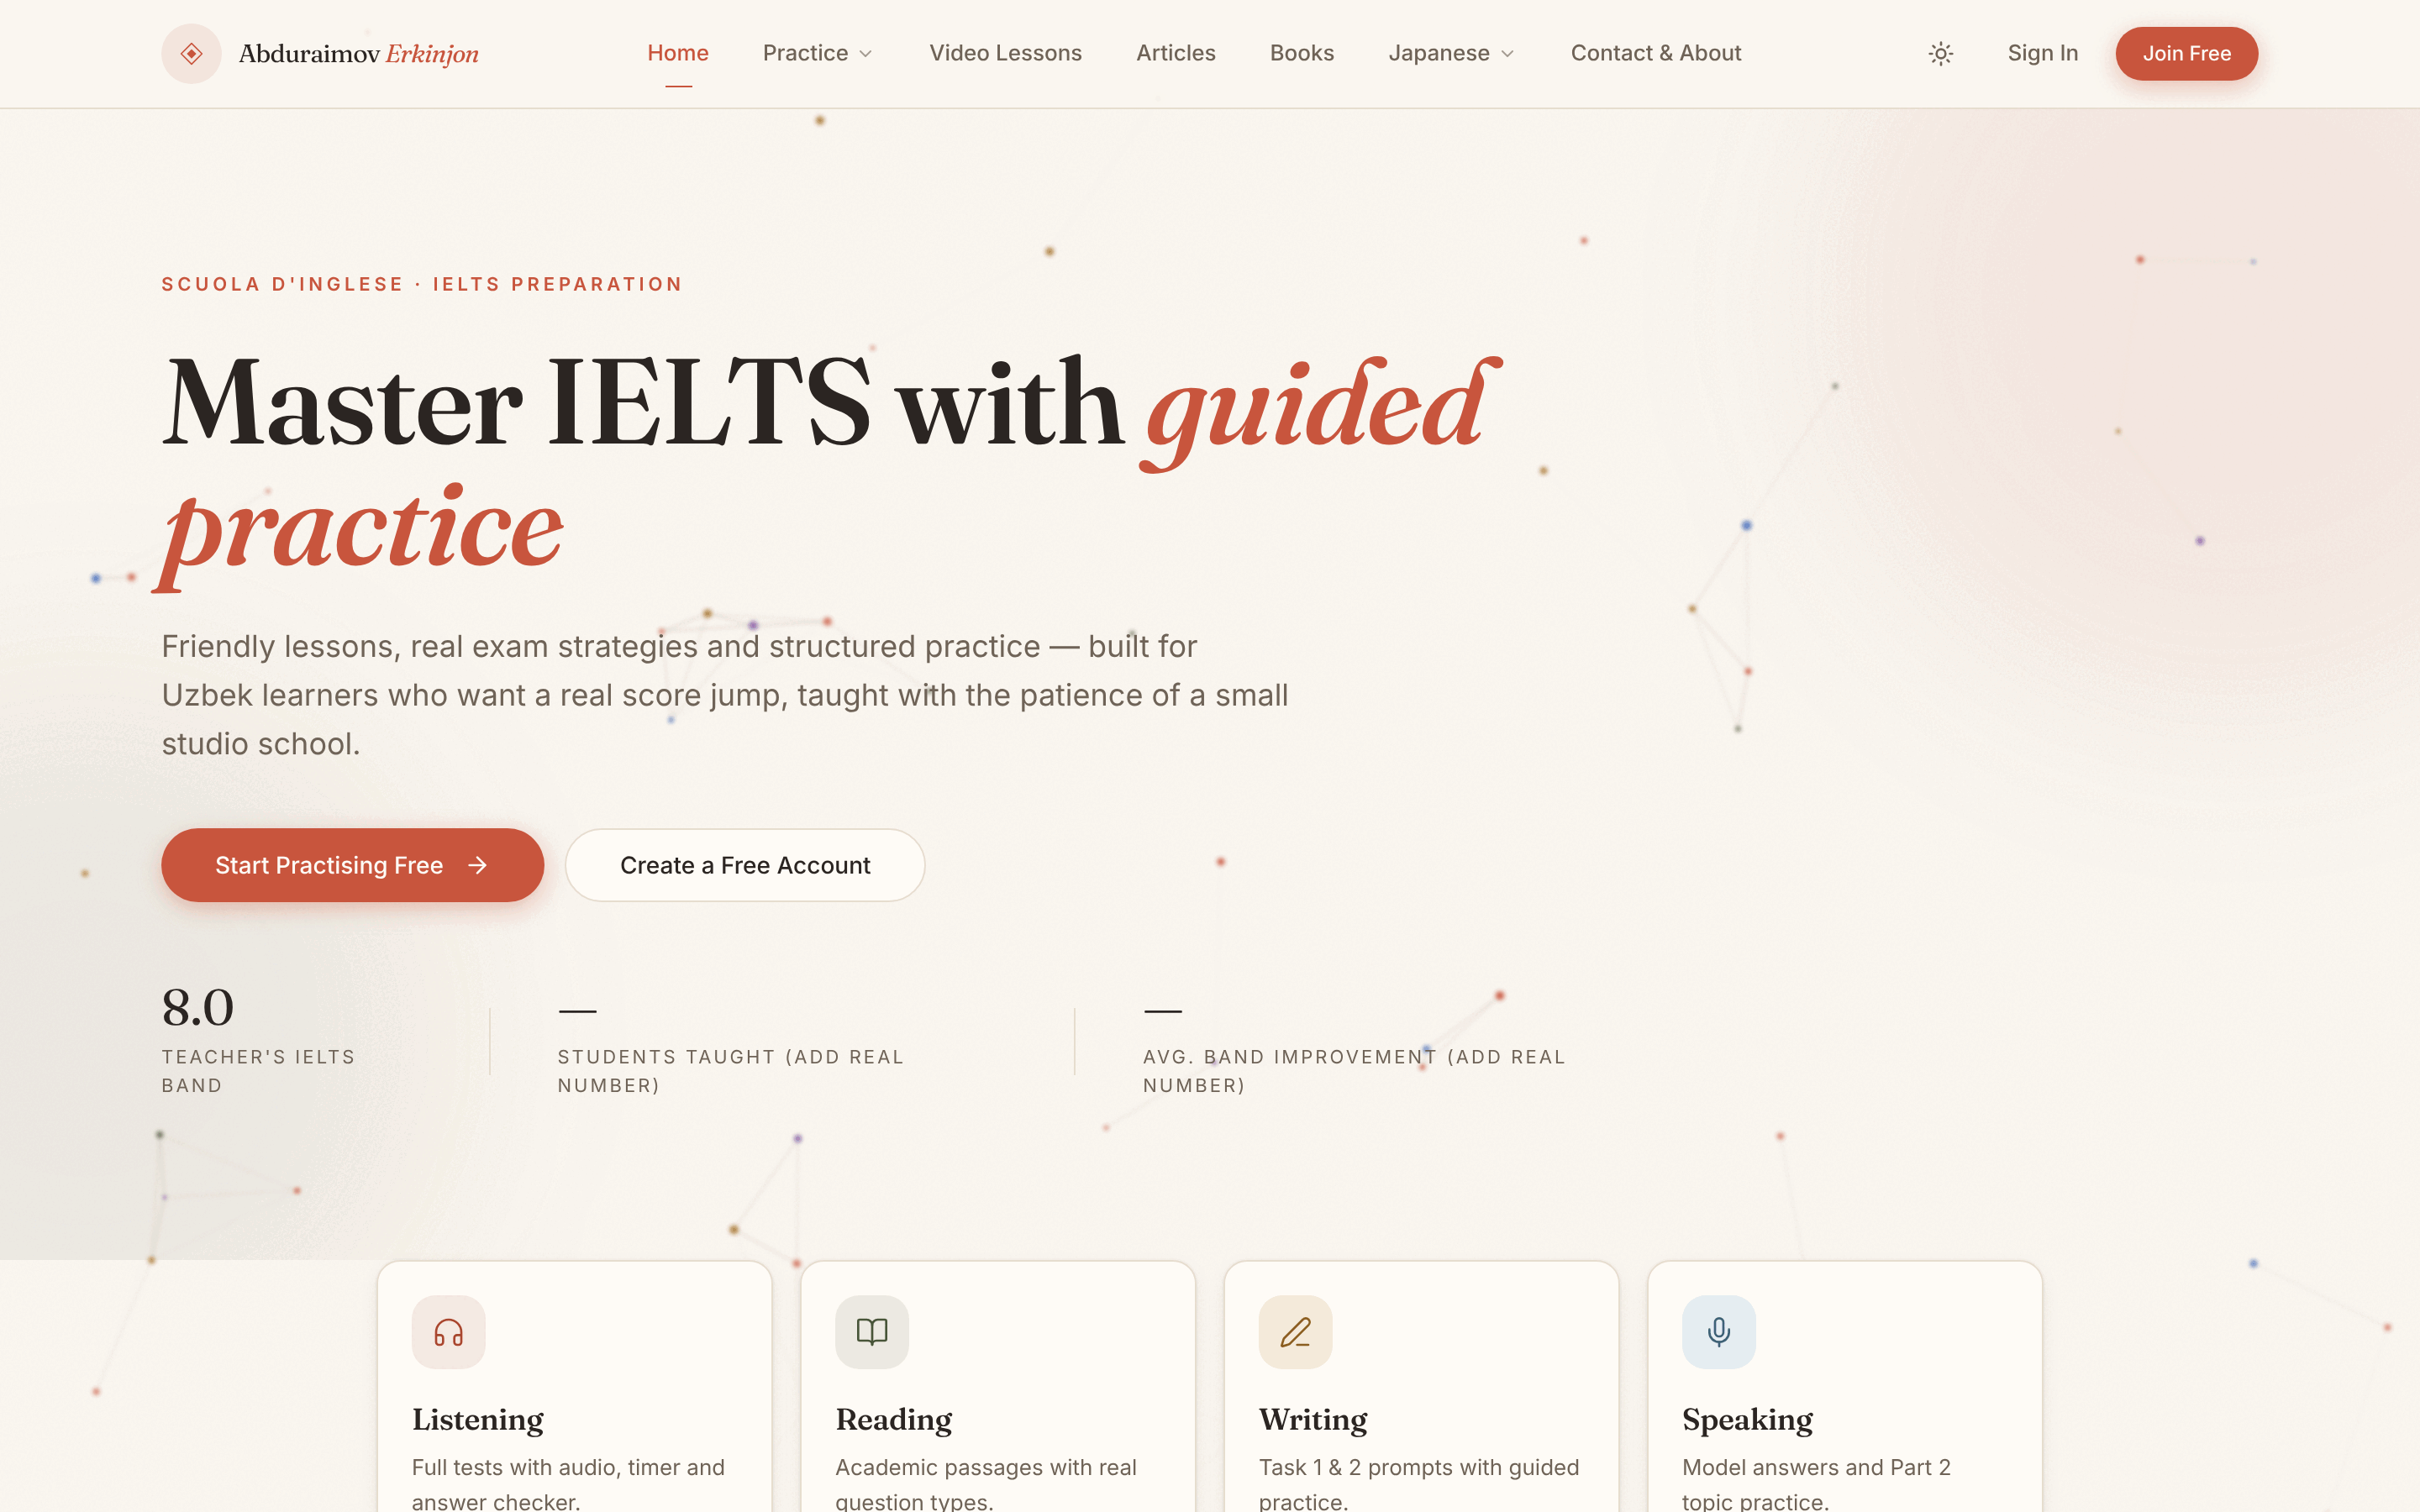 Abduraimov Erkinjon
Home
Practice
Video Lessons
Articles
Books
Japanese
Contact & About
Sign In
Join Free
SCUOLA D'INGLESE · IELTS PREPARATION
Master IELTS with guided
practice
Friendly lessons, real exam strategies and structured practice — built for
Uzbek learners who want a real score jump, taught with the patience of a small
studio school.
Start Practising Free →
Create a Free Account
8.0
TEACHER'S IELTS
BAND
—
STUDENTS TAUGHT (ADD REAL
NUMBER)
—
AVG. BAND IMPROVEMENT (ADD REAL
NUMBER)
Listening
Full tests with audio, timer and
answer checker.
Reading
Academic passages with real
question types.
Writing
Task 1 & 2 prompts with guided
practice.
Speaking
Model answers and Part 2
topic practice.